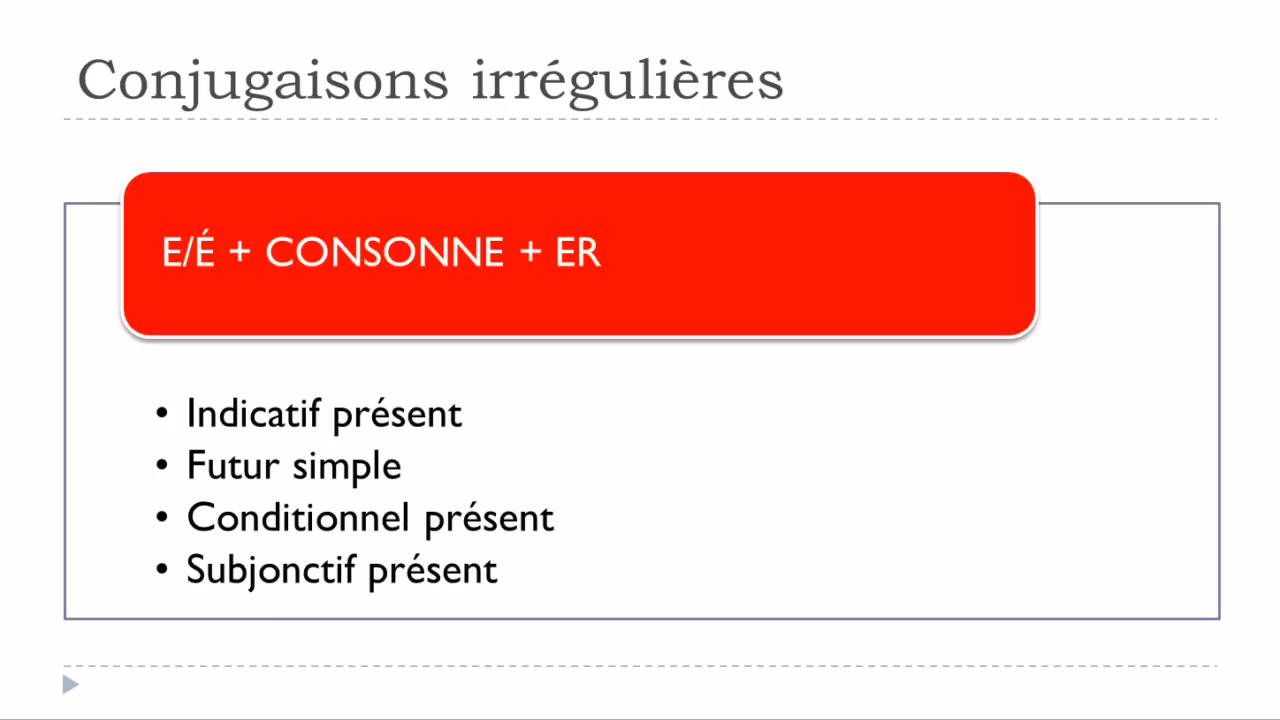 Conjugaisons irrégulières
E/É + CONSONNE + ER
• Indicatif présent
• Futur simple
• Conditionnel présent
• Subjonctif présent